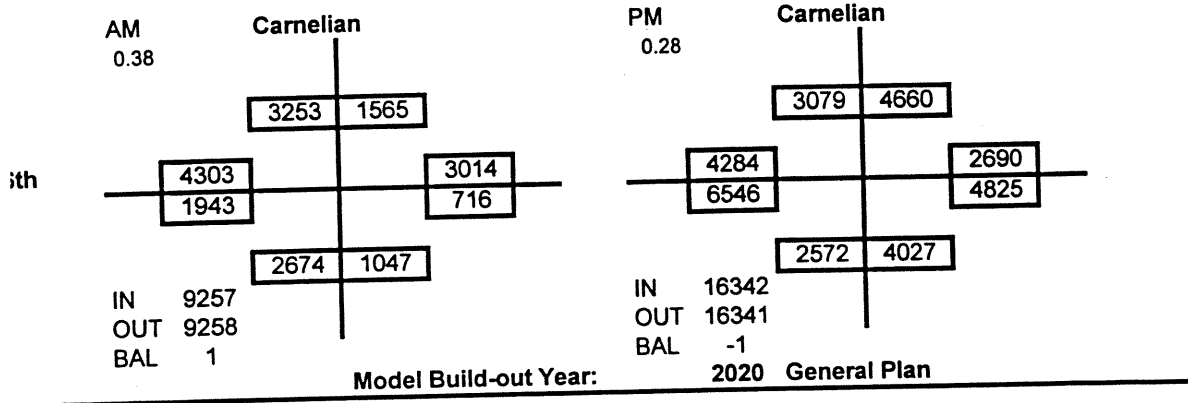 AM Carnelian PM Carnelian
0.38 0.28
3253 1565 3079 4660
4303 3014 4284 2690
1943 716 6546 4825
2674 1047 2572 4027
IN 9257 IN 16342
OUT 9258 OUT 16341
BAL 1 BAL -1
Model Build-out Year: 2020 General Plan